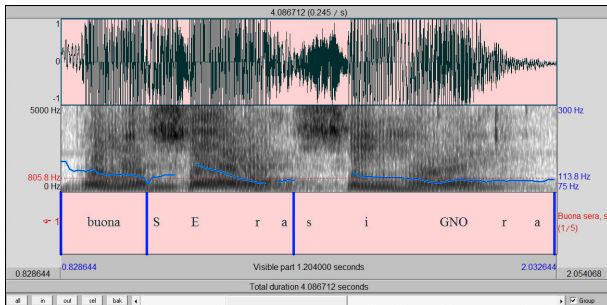 4.086712 (0.245 / s)
1
0
-1
5000 Hz
805.8 Hz
0 Hz
300 Hz
113.8 Hz
75 Hz
1
buona
S E ra
s i GNO ra
Buona sera, s
(1/5)
0.828644
0.828644
Visible part 1.204000 seconds
2.032644
2.054068
Total duration 4.086712 seconds
all in out sel bak
Group